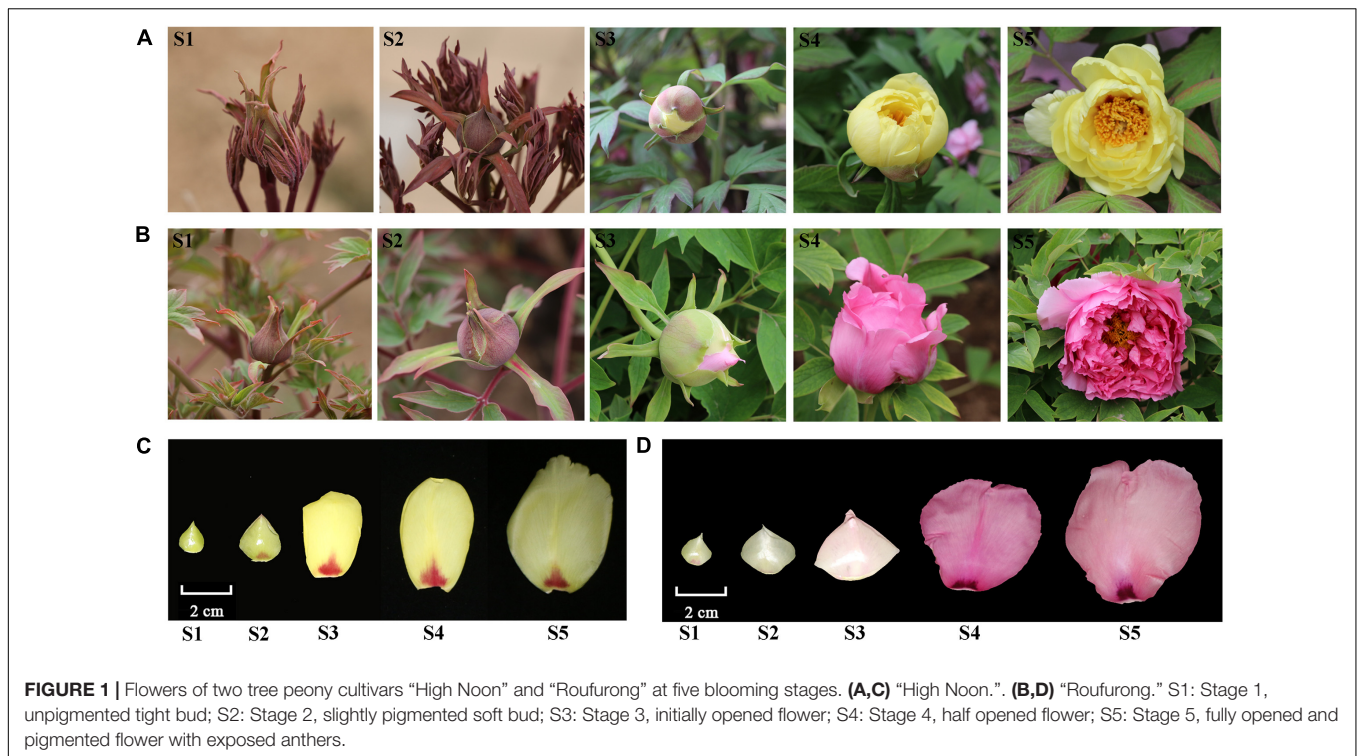 A
S1 S2 S3 S4 S5
B
S1 S2 S3 S4 S5
C D
2 cm 2 cm
S1 S2 S3 S4 S5 S1 S2 S3 S4 S5
FIGURE 1 | Flowers of two tree peony cultivars “High Noon” and “Roufurong” at five blooming stages. (A,C) “High Noon.”. (B,D) “Roufurong.” S1: Stage 1,
unpigmented tight bud; S2: Stage 2, slightly pigmented soft bud; S3: Stage 3, initially opened flower; S4: Stage 4, half opened flower; S5: Stage 5, fully opened and
pigmented flower with exposed anthers.